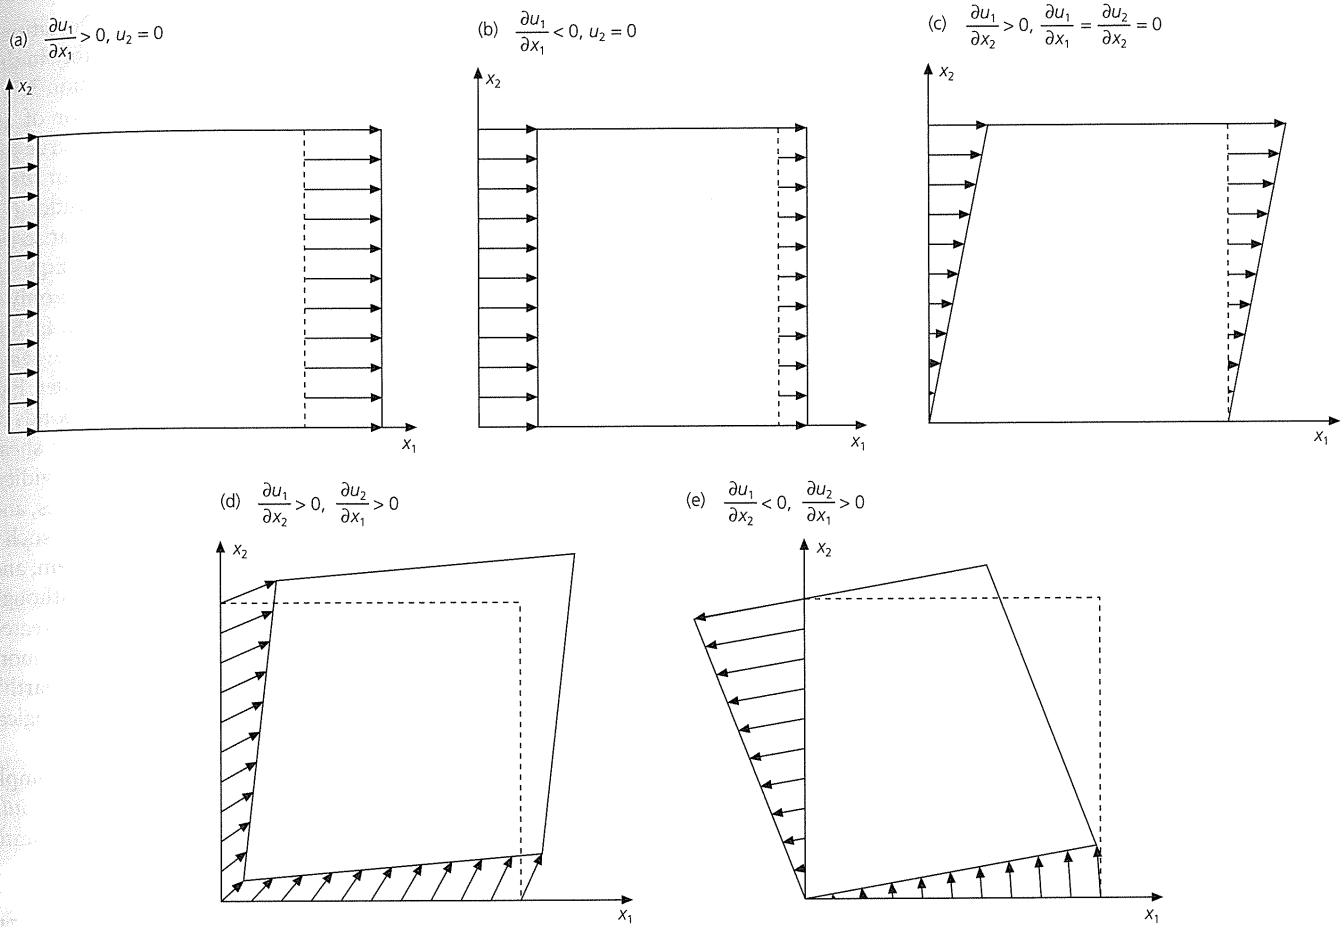 (a) ∂u₁/∂x₁ > 0, u₂ = 0
(b) ∂u₁/∂x₁ < 0, u₂ = 0
(c) ∂u₁/∂x₂ > 0, ∂u₁/∂x₁ = ∂u₂/∂x₂ = 0
x₂
x₂
x₂
x₁
x₁
x₁
(d) ∂u₁/∂x₂ > 0, ∂u₂/∂x₁ > 0
(e) ∂u₁/∂x₂ < 0, ∂u₂/∂x₁ > 0
x₂
x₂
x₁
x₁